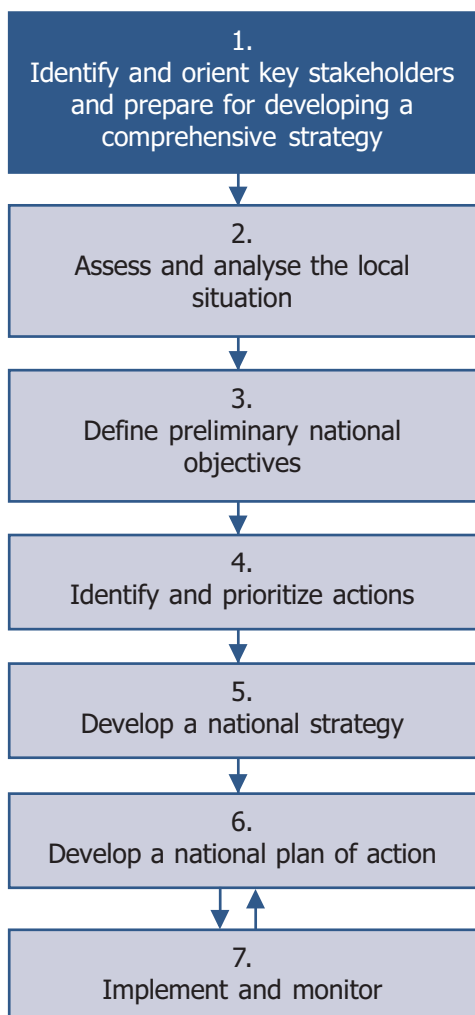 1.
Identify and orient key stakeholders
and prepare for developing a
comprehensive strategy
2.
Assess and analyse the local
situation
3.
Define preliminary national
objectives
4.
Identify and prioritize actions
5.
Develop a national strategy
6.
Develop a national plan of action
7.
Implement and monitor